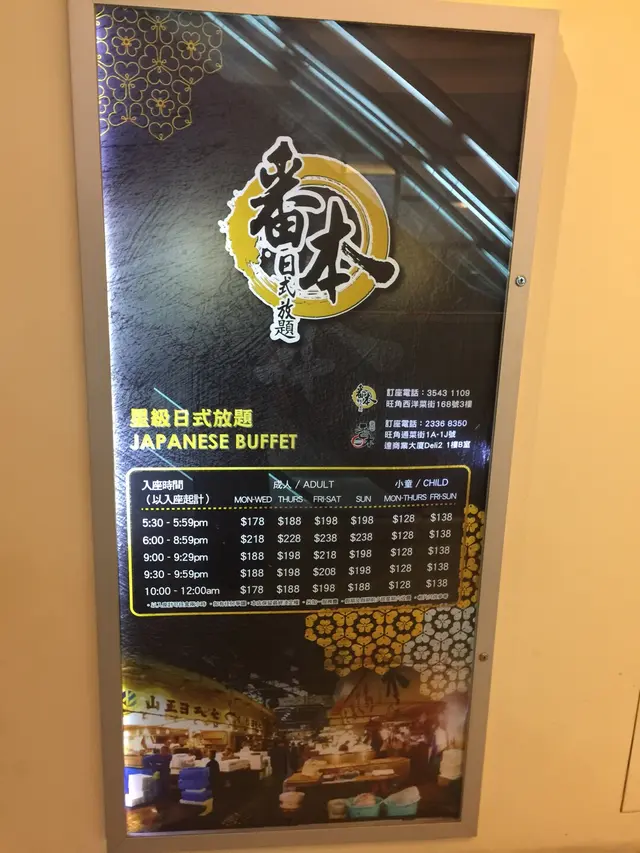 番本
日式放題
訂座電話：3543 1109
旺角西洋菜街168號3樓
訂座電話：2336 8350
旺角通菜街1A-1J號
達商業大廈Deli2 1樓B室
星級日式放題
JAPANESE BUFFET
入座時間 成人 / ADULT 小童 / CHILD
（以入座起計） MON-WED THURS FRI-SAT SUN MON-THURS FRI-SUN
5:30 - 5:59pm $178 $188 $198 $198 $128 $138
6:00 - 8:59pm $218 $228 $238 $238 $128 $138
9:00 - 9:29pm $188 $198 $218 $198 $128 $138
9:30 - 9:59pm $188 $198 $208 $198 $128 $138
10:00 - 12:00am $178 $188 $198 $188 $128 $138